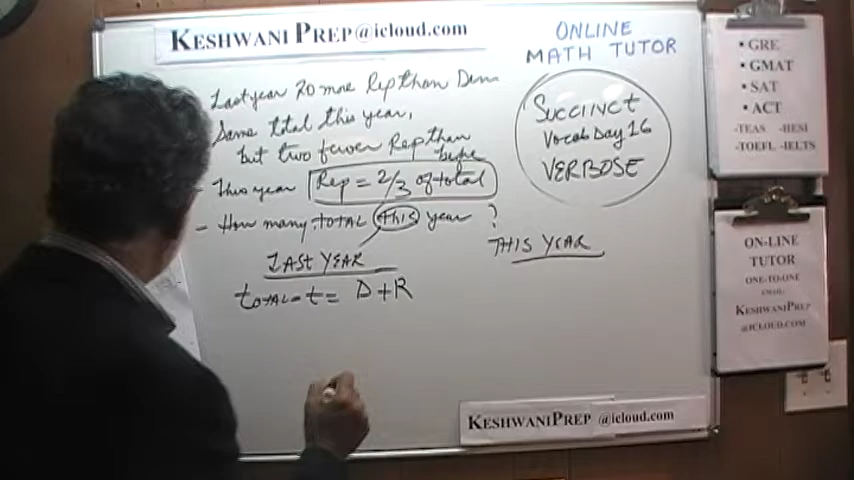 KESHWANI PREP@icloud.com
ONLINE
MATH TUTOR
Last year 20 more Rep than Dem
Same total this year,
but two fewer Rep than
before
- This year Rep = 2/3 of total
- How many TOTAL this year ?
LAST YEAR
TOTAL = t = D + R
THIS YEAR
SUCCINCT
Vocab Day 16
VERBOSE
• GRE
• GMAT
• SAT
• ACT
-TEAS -HESI
-TOEFL -IELTS
ON-LINE
TUTOR
ONE-TO-ONE
KESHWANIPREP
@ICLOUD.COM
KESHWANIPREP @icloud.com